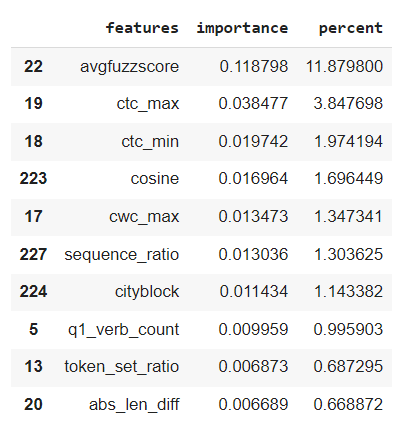 features importance percent
22 avgfuzzscore 0.118798 11.879800
19 ctc_max 0.038477 3.847698
18 ctc_min 0.019742 1.974194
223 cosine 0.016964 1.696449
17 cwc_max 0.013473 1.347341
227 sequence_ratio 0.013036 1.303625
224 cityblock 0.011434 1.143382
5 q1_verb_count 0.009959 0.995903
13 token_set_ratio 0.006873 0.687295
20 abs_len_diff 0.006689 0.668872